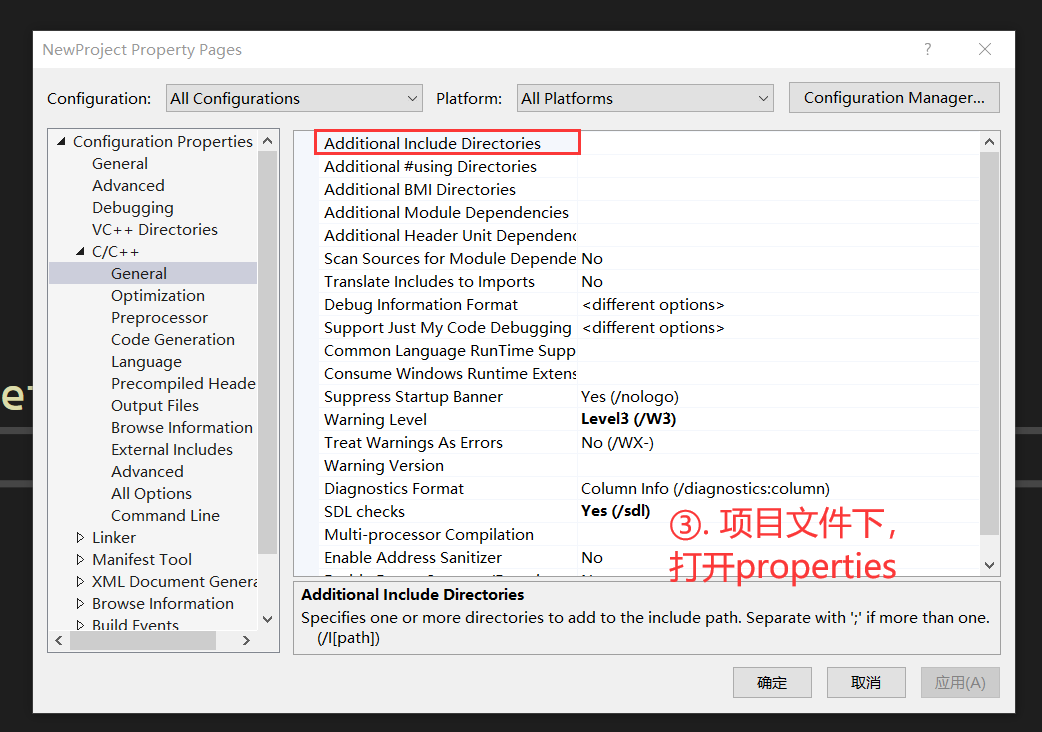 NewProject Property Pages
Configuration: All Configurations Platform: All Platforms Configuration Manager...
Configuration Properties
General
Advanced
Debugging
VC++ Directories
C/C++
General
Optimization
Preprocessor
Code Generation
Language
Precompiled Heade
Output Files
Browse Information
External Includes
Advanced
All Options
Command Line
Linker
Manifest Tool
XML Document Genera
Browse Information
Build Events
Additional Include Directories
Additional #using Directories
Additional BMI Directories
Additional Module Dependencies
Additional Header Unit Dependenc
Scan Sources for Module Depende No
Translate Includes to Imports No
Debug Information Format <different options>
Support Just My Code Debugging <different options>
Common Language RunTime Supp
Consume Windows Runtime Extens
Suppress Startup Banner Yes (/nologo)
Warning Level Level3 (/W3)
Treat Warnings As Errors No (/WX-)
Warning Version
Diagnostics Format Column Info (/diagnostics:column)
SDL checks Yes (/sdl)
Multi-processor Compilation
Enable Address Sanitizer No
③. 项目文件下,
打开properties
Additional Include Directories
Specifies one or more directories to add to the include path. Separate with ';' if more than one.
(/I[path])
确定 取消 应用(A)